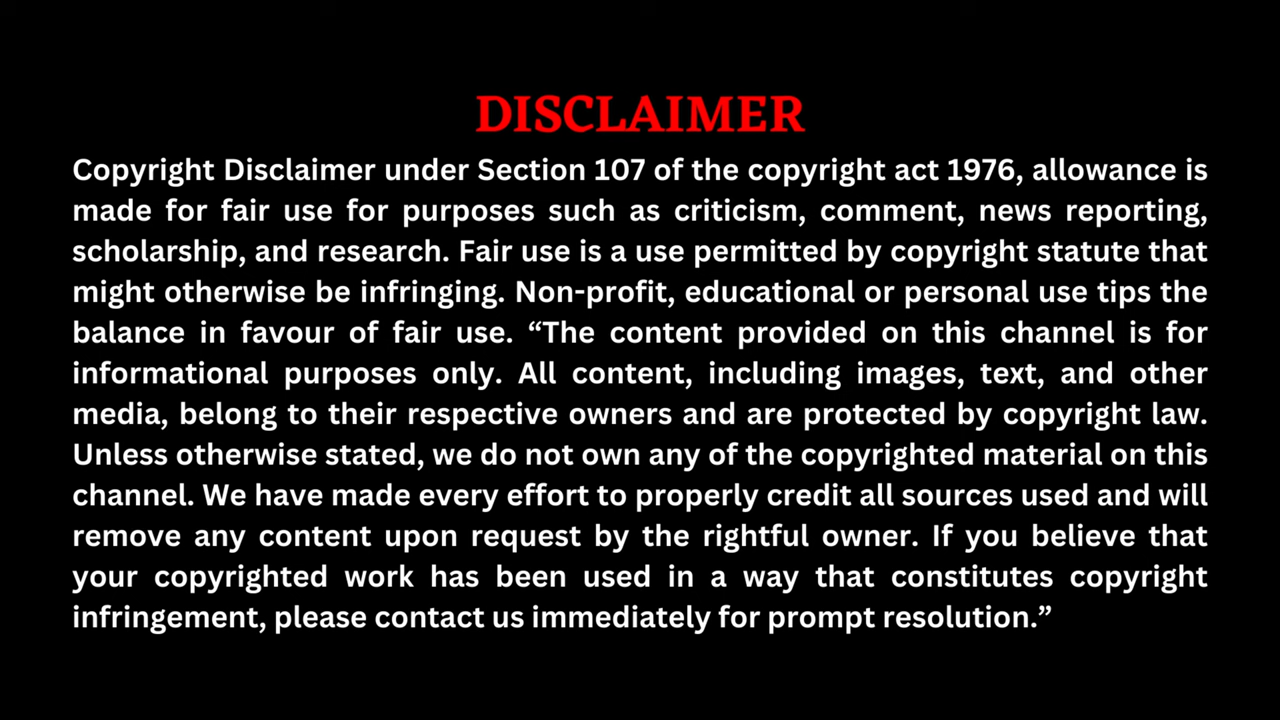 DISCLAIMER
Copyright Disclaimer under Section 107 of the copyright act 1976, allowance is
made for fair use for purposes such as criticism, comment, news reporting,
scholarship, and research. Fair use is a use permitted by copyright statute that
might otherwise be infringing. Non-profit, educational or personal use tips the
balance in favour of fair use. “The content provided on this channel is for
informational purposes only. All content, including images, text, and other
media, belong to their respective owners and are protected by copyright law.
Unless otherwise stated, we do not own any of the copyrighted material on this
channel. We have made every effort to properly credit all sources used and will
remove any content upon request by the rightful owner. If you believe that
your copyrighted work has been used in a way that constitutes copyright
infringement, please contact us immediately for prompt resolution.”